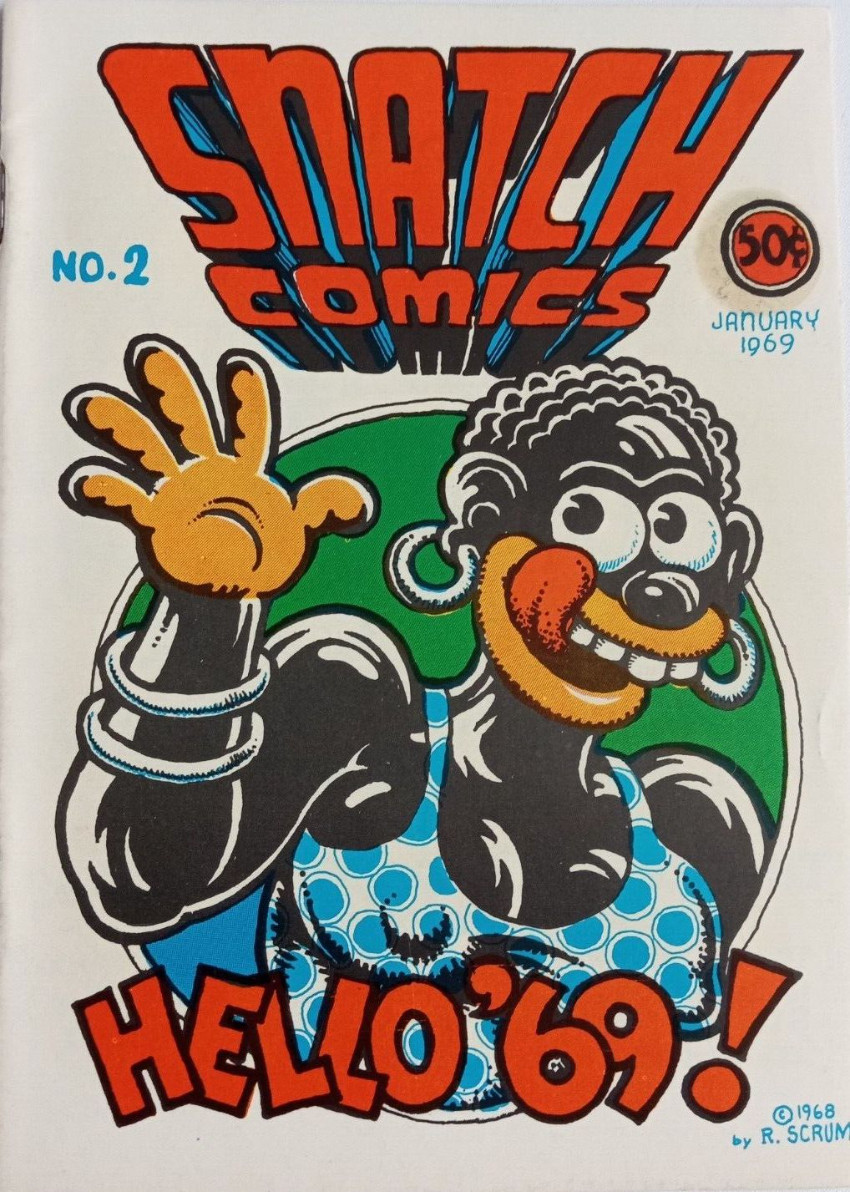 SNATCH
COMICS
NO. 2
50¢
JANUARY
1969
HELLO '69!
© 1968
by R. SCRUM